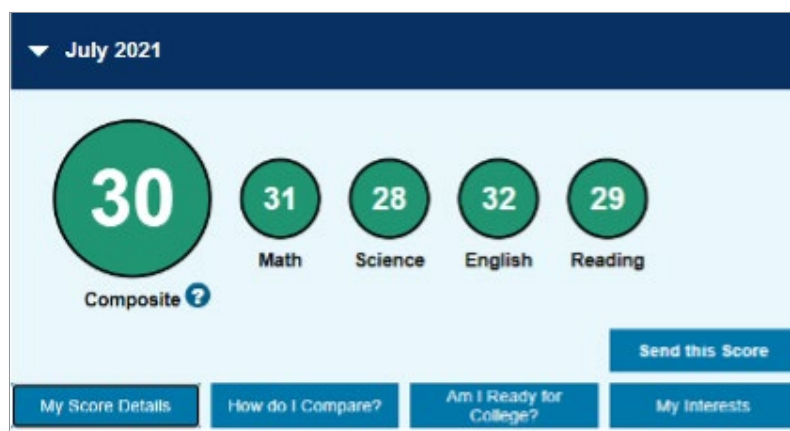 July 2021
30
31
28
32
29
Math
Science
English
Reading
Composite ?
Send this Score
My Score Details
How do I Compare?
Am I Ready for
College?
My Interests